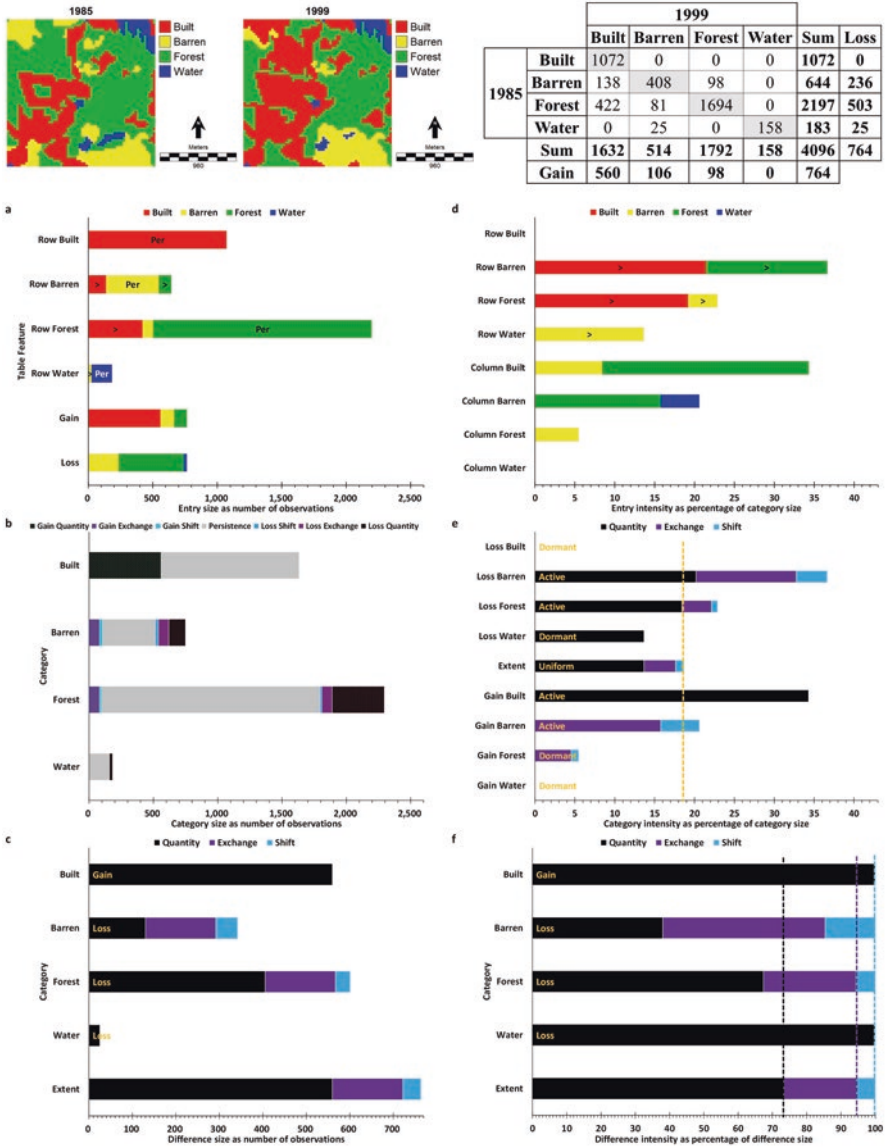 1985
Built
Barren
Forest
Water
Meters
960
1999
Built
Barren
Forest
Water
Meters
960
1999
Built Barren Forest Water Sum Loss
1985
Built 1072 0 0 0 1072 0
Barren 138 408 98 0 644 236
Forest 422 81 1694 0 2197 503
Water 0 25 0 158 183 25
Sum 1632 514 1792 158 4096 764
Gain 560 106 98 0 764
a
Built Barren Forest Water
Table Feature
Row Built Per
Row Barren > Per >
Row Forest > Per
Row Water > Per
Gain
Loss
0 500 1,000 1,500 2,000 2,500
Entry size as number of observations
b
Gain Quantity Gain Exchange Gain Shift Persistence Loss Shift Loss Exchange Loss Quantity
Category
Built
Barren
Forest
Water
0 500 1,000 1,500 2,000 2,500
Category size as number of observations
c
Quantity Exchange Shift
Category
Built Gain
Barren Loss
Forest Loss
Water Loss
Extent
0 100 200 300 400 500 600 700
Difference size as number of observations
d
Built Barren Forest Water
Row Built
Row Barren > >
Row Forest > >
Row Water >
Column Built
Column Barren
Column Forest
Column Water
0 5 10 15 20 25 30 35 40
Entry intensity as percentage of category size
e
Quantity Exchange Shift
Loss Built Dormant
Loss Barren Active
Loss Forest Active
Loss Water Dormant
Extent Uniform
Gain Built Active
Gain Barren Active
Gain Forest Dormant
Gain Water Dormant
0 5 10 15 20 25 30 35 40
Category intensity as percentage of category size
f
Quantity Exchange Shift
Category
Built Gain
Barren Loss
Forest Loss
Water Loss
Extent
0 10 20 30 40 50 60 70 80 90 100
Difference intensity as percentage of difference size